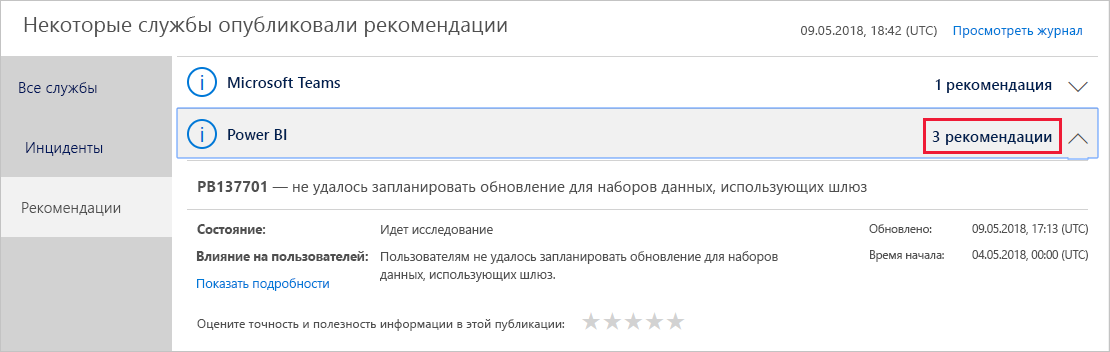 Некоторые службы опубликовали рекомендации
09.05.2018, 18:42 (UTC) Просмотреть журнал
Все службы
Инциденты
Рекомендации
Microsoft Teams 1 рекомендация
Power BI 3 рекомендации
PB137701 — не удалось запланировать обновление для наборов данных, использующих шлюз
Состояние: Идет исследование
Обновлено: 09.05.2018, 17:13 (UTC)
Влияние на пользователей: Пользователям не удалось запланировать обновление для наборов
данных, использующих шлюз.
Время начала: 04.05.2018, 00:00 (UTC)
Показать подробности
Оцените точность и полезность информации в этой публикации: